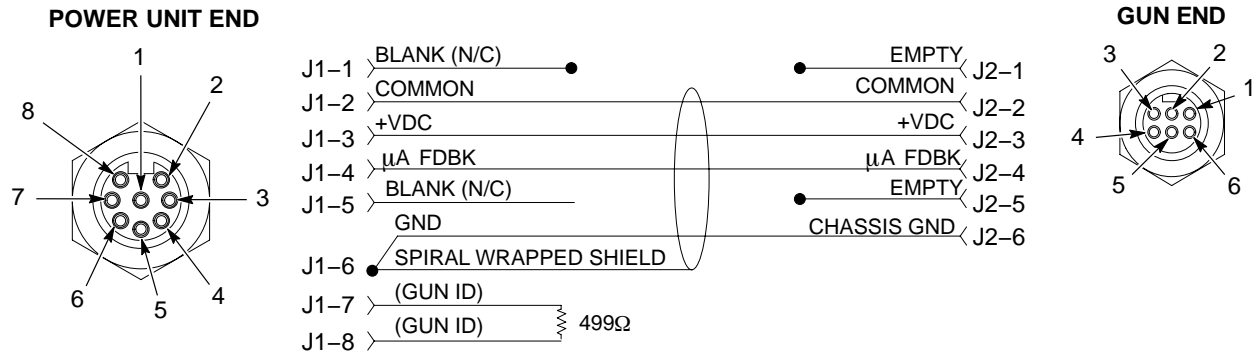 POWER UNIT END
GUN END
1
2
8
7
3
6
5
4
J1–1 BLANK (N/C) EMPTY J2–1
J1–2 COMMON COMMON J2–2
J1–3 +VDC +VDC J2–3
J1–4 μA FDBK μA FDBK J2–4
J1–5 BLANK (N/C) EMPTY J2–5
GND CHASSIS GND J2–6
J1–6 SPIRAL WRAPPED SHIELD
J1–7 (GUN ID)
499Ω
J1–8 (GUN ID)
3
2
1
4
5
6